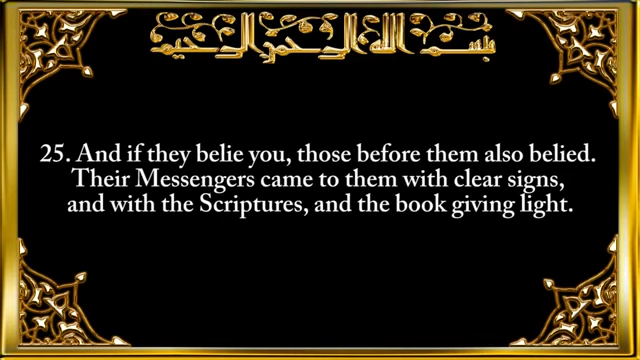 بسم الله الرحمن الرحيم
25. And if they belie you, those before them also belied.
Their Messengers came to them with clear signs,
and with the Scriptures, and the book giving light.